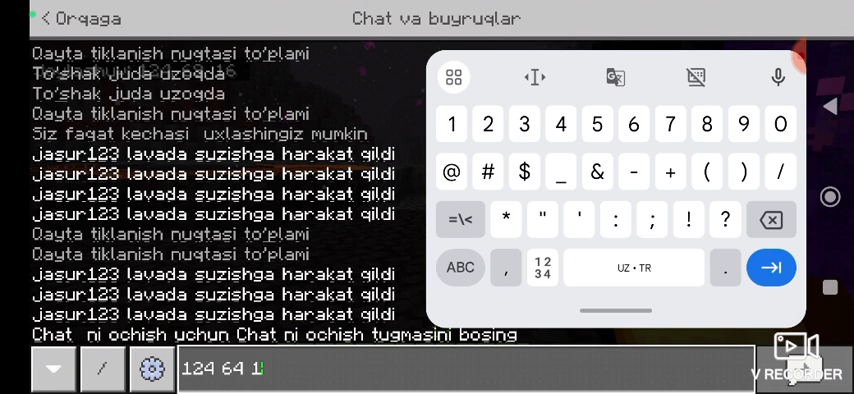 < Orqaga
Chat va buyruqlar
Qayta tiklanish nuqtasi to'plami
To'shak juda uzoqda
To'shak juda uzoqda
Qayta tiklanish nuqtasi to'plami
Siz faqat kechasi uxlashingiz mumkin
jasur123 lavada suzishga harakat qildi
jasur123 lavada suzishga harakat qildi
jasur123 lavada suzishga harakat qildi
jasur123 lavada suzishga harakat qildi
Qayta tiklanish nuqtasi to'plami
Qayta tiklanish nuqtasi to'plami
jasur123 lavada suzishga harakat qildi
jasur123 lavada suzishga harakat qildi
jasur123 lavada suzishga harakat qildi
Chat ni ochish uchun Chat ni ochish tugmasini bosing
/ 124 64 1
1 2 3 4 5 6 7 8 9 0
@ # $ _ & - + ( ) /
=\< * " ' : ; ! ?
ABC , 1234 UZ • TR .
V RECORDER